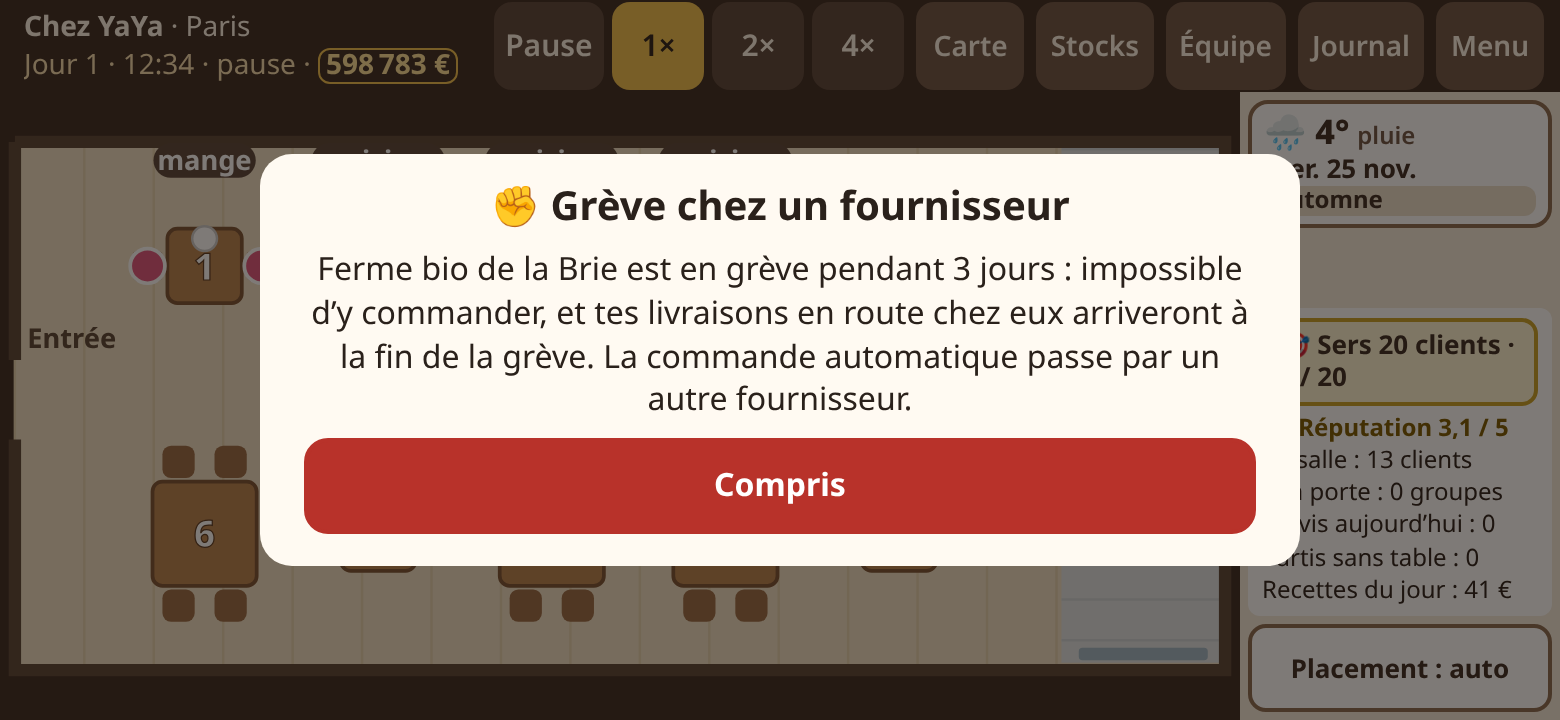 Chez YaYa · Paris
Jour 1 · 12:34 · pause · 598 783 €
Pause
1×
2×
4×
Carte
Stocks
Équipe
Journal
Menu
mange
1
Entrée
6
✊ Grève chez un fournisseur
Ferme bio de la Brie est en grève pendant 3 jours : impossible
d’y commander, et tes livraisons en route chez eux arriveront à
la fin de la grève. La commande automatique passe par un
autre fournisseur.
Compris
4° pluie
25 nov.
Sers 20 clients ·
/ 20
Réputation 3,1 / 5
salle : 13 clients
porte : 0 groupes
aujourd’hui : 0
sans table : 0
Recettes du jour : 41 €
Placement : auto